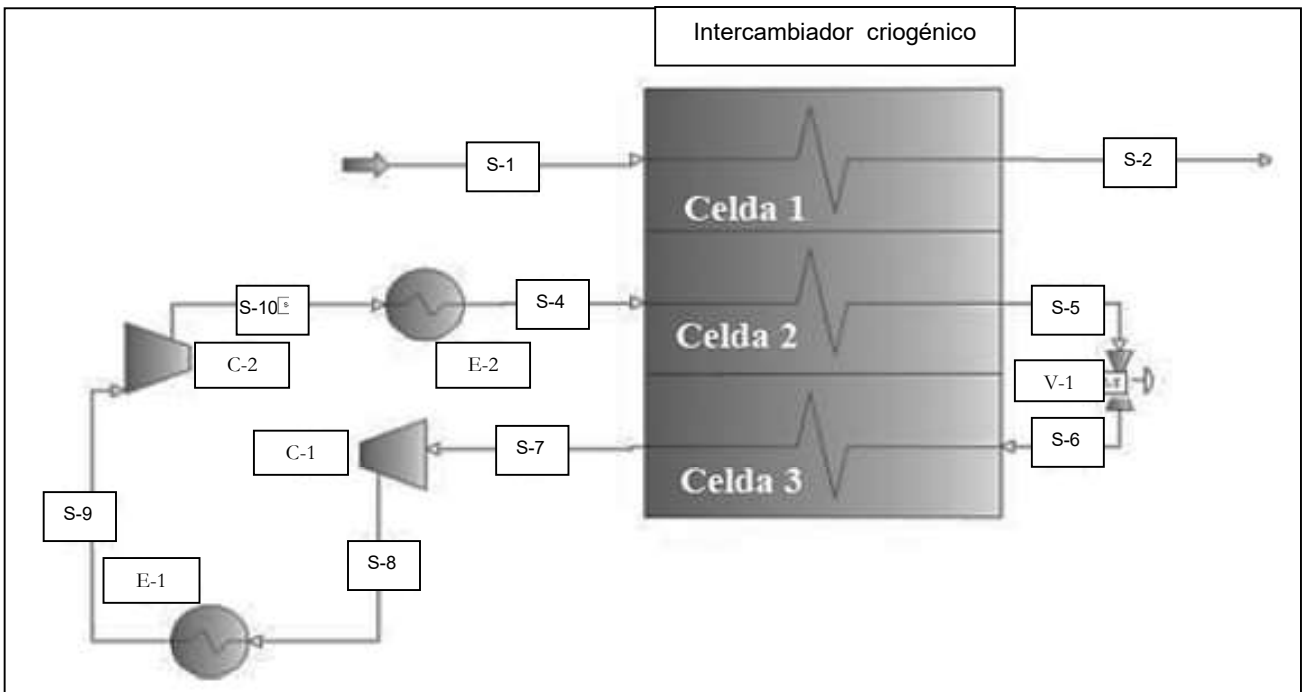 Intercambiador criogénico
S-1
S-2
Celda 1
S-10
S-4
S-5
C-2
E-2
Celda 2
V-1
C-1
S-7
S-6
Celda 3
S-9
S-8
E-1